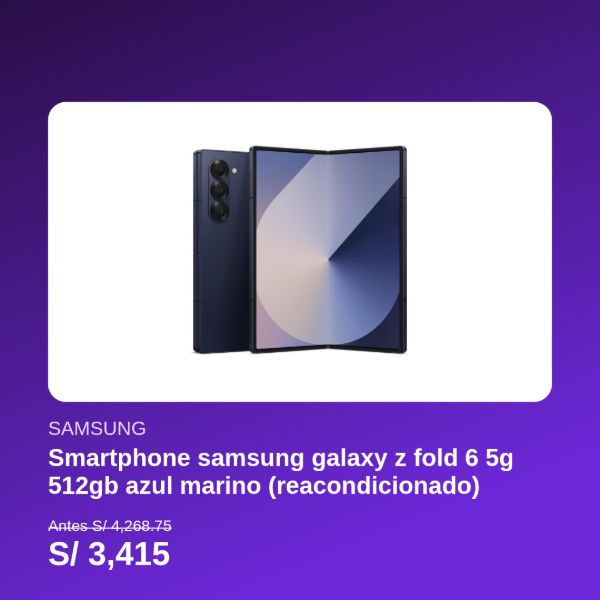 SAMSUNG
Smartphone samsung galaxy z fold 6 5g
512gb azul marino (reacondicionado)
Antes S/ 4,268.75
S/ 3,415